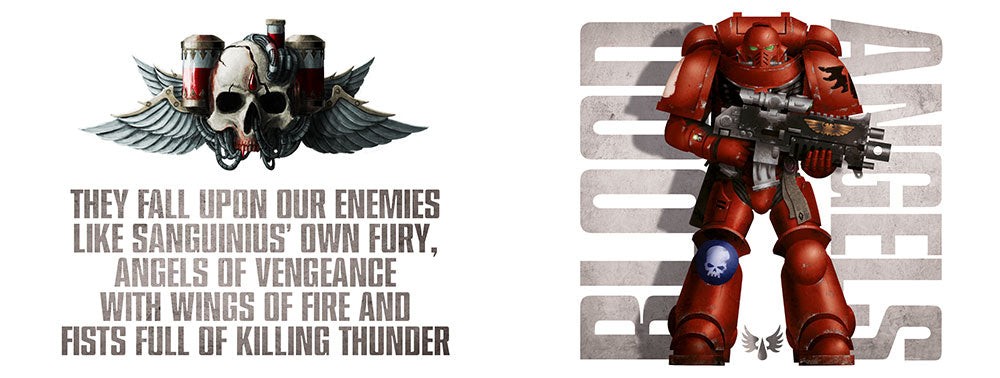 THEY FALL UPON OUR ENEMIES
LIKE SANGUINIUS' OWN FURY,
ANGELS OF VENGEANCE
WITH WINGS OF FIRE AND
FISTS FULL OF KILLING THUNDER
BLOOD
ANGELS